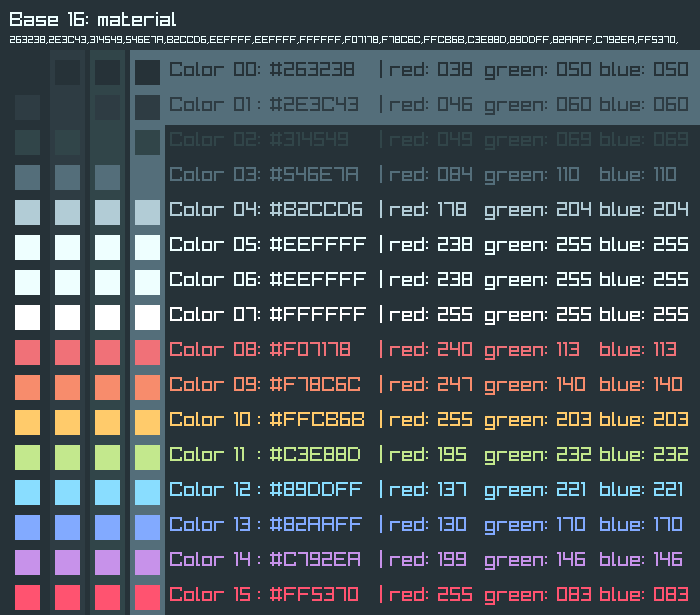 Base 16: material
263238,2E3C43,314549,546E7A,B2CCD6,EEFFFF,EEFFFF,FFFFFF,F07178,F78C6C,FFCB6B,C3E88D,89DDFF,82AAFF,C792EA,FF5370,
Color 00: #263238 | red: 038 green: 050 blue: 050
Color 01 : #2E3C43 | red: 046 green: 060 blue: 060
Color 02: #314549 | red: 049 green: 069 blue: 069
Color 03: #546E7A | red: 084 green: 110 blue: 110
Color 04: #B2CCD6 | red: 178 green: 204 blue: 204
Color 05: #EEFFFF | red: 238 green: 255 blue: 255
Color 06: #EEFFFF | red: 238 green: 255 blue: 255
Color 07: #FFFFFF | red: 255 green: 255 blue: 255
Color 08: #F07178 | red: 240 green: 113 blue: 113
Color 09: #F78C6C | red: 247 green: 140 blue: 140
Color 10 : #FFCB6B | red: 255 green: 203 blue: 203
Color 11 : #C3E88D | red: 195 green: 232 blue: 232
Color 12 : #89DDFF | red: 137 green: 221 blue: 221
Color 13 : #82AAFF | red: 130 green: 170 blue: 170
Color 14 : #C792EA | red: 199 green: 146 blue: 146
Color 15 : #FF5370 | red: 255 green: 083 blue: 083